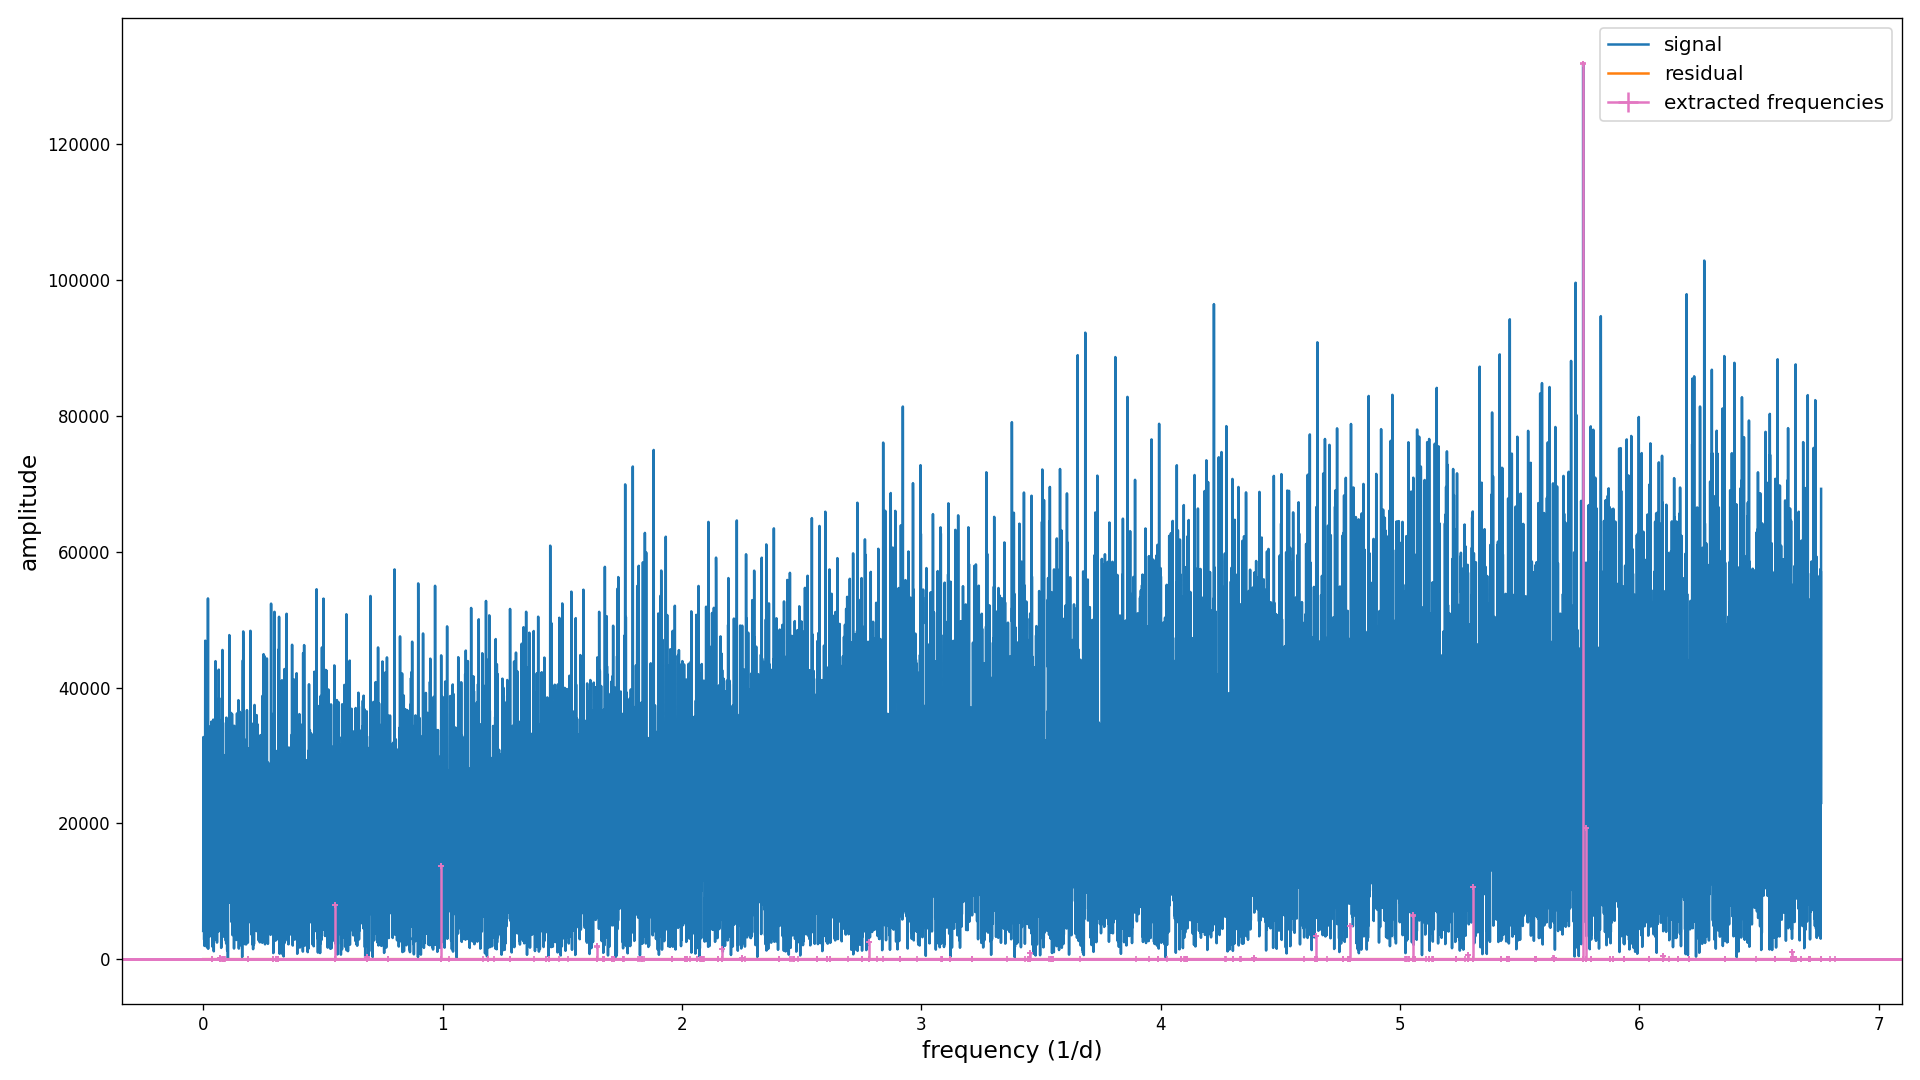 signal
residual
extracted frequencies
amplitude
120000
100000
80000
60000
40000
20000
0
0 1 2 3 4 5 6 7
frequency (1/d)